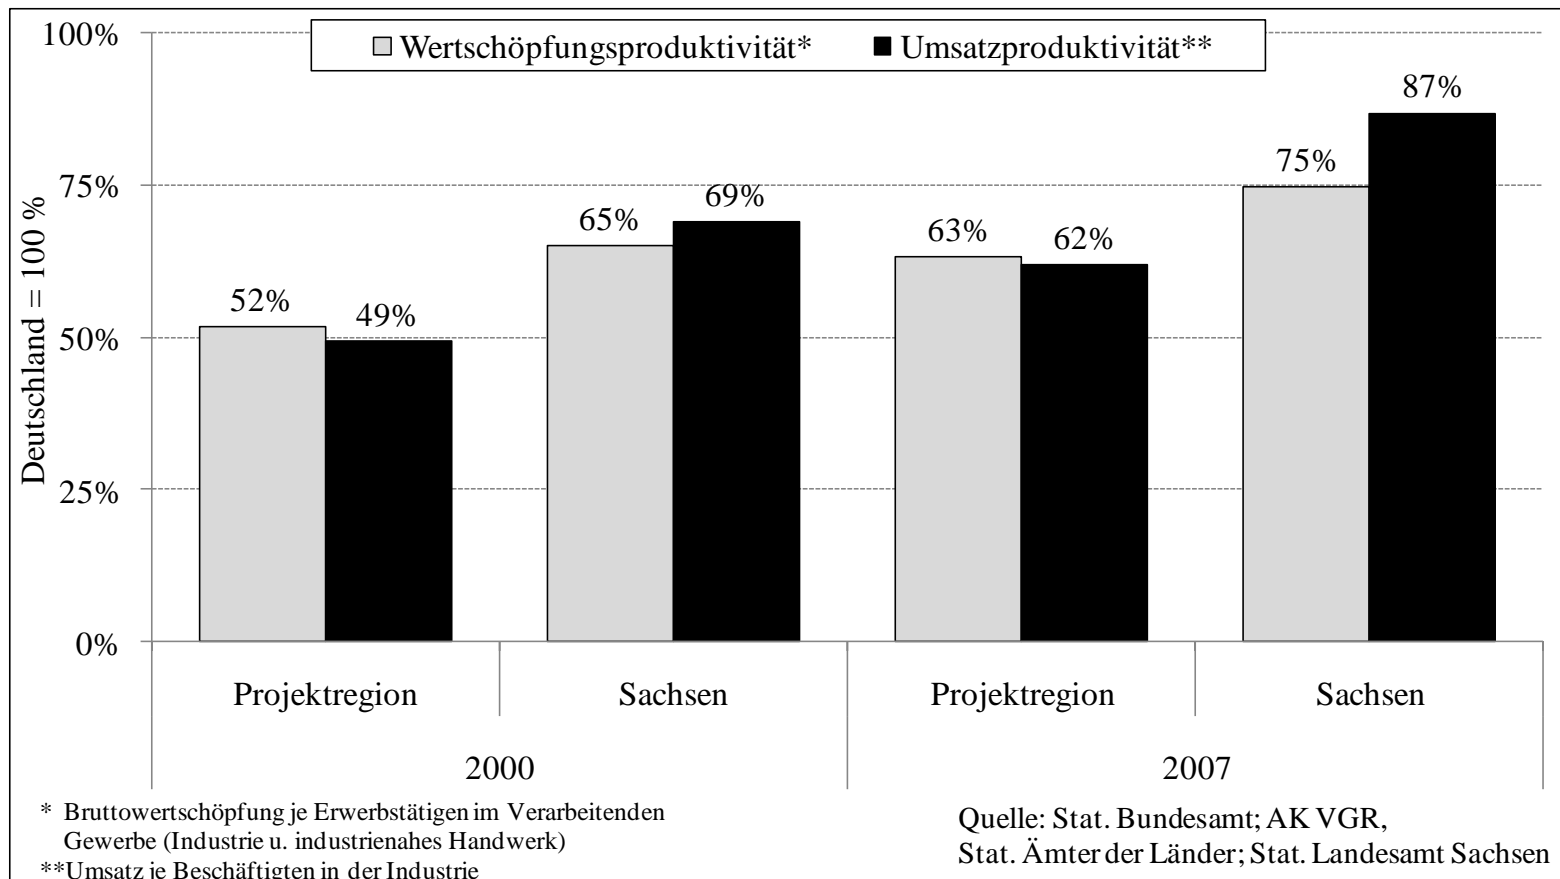 Wertschöpfungsproduktivität* Umsatzproduktivität**
Deutschland = 100 %
100%
75%
50%
25%
0%
52% 49% 65% 69% 63% 62% 75% 87%
Projektregion Sachsen Projektregion Sachsen
2000 2007
* Bruttowertschöpfung je Erwerbstätigen im Verarbeitenden
Gewerbe (Industrie u. industrienahes Handwerk)
**Umsatz je Beschäftigten in der Industrie
Quelle: Stat. Bundesamt; AK VGR,
Stat. Ämter der Länder; Stat. Landesamt Sachsen